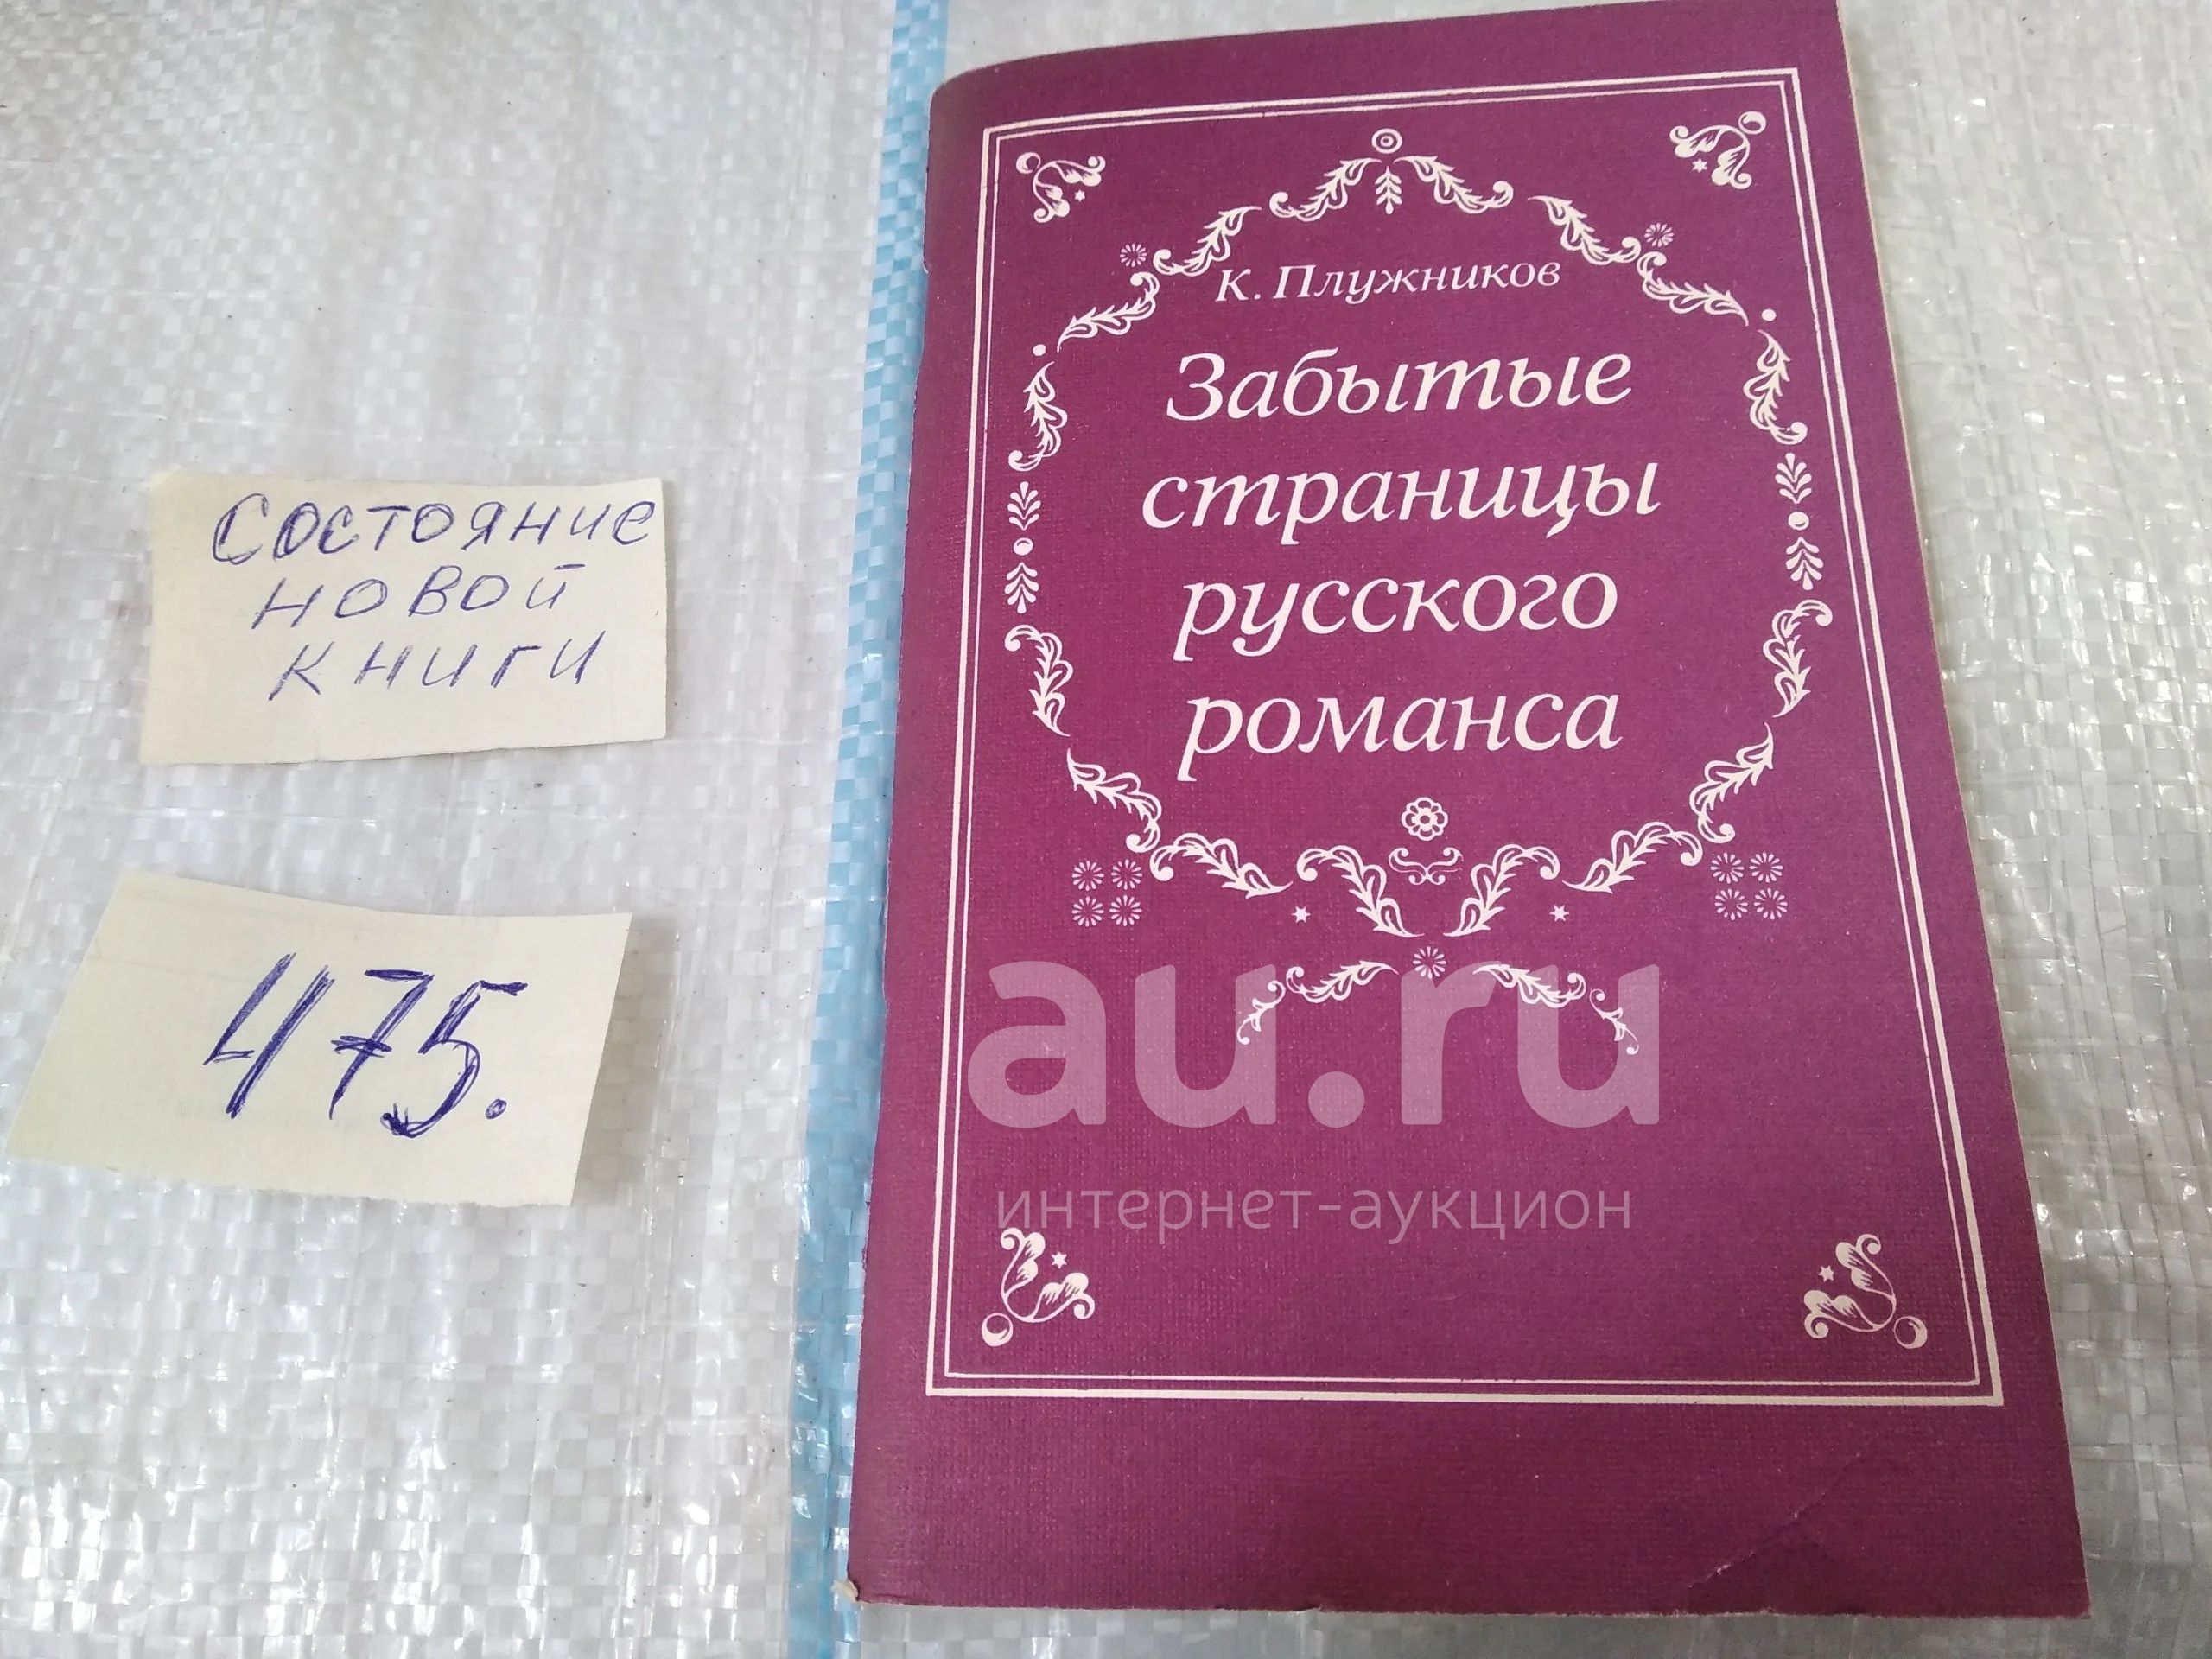 Состояние
новой
книги
475.
К. Плужников
Забытые
страницы
русского
романса
au.ru
интернет-аукцион